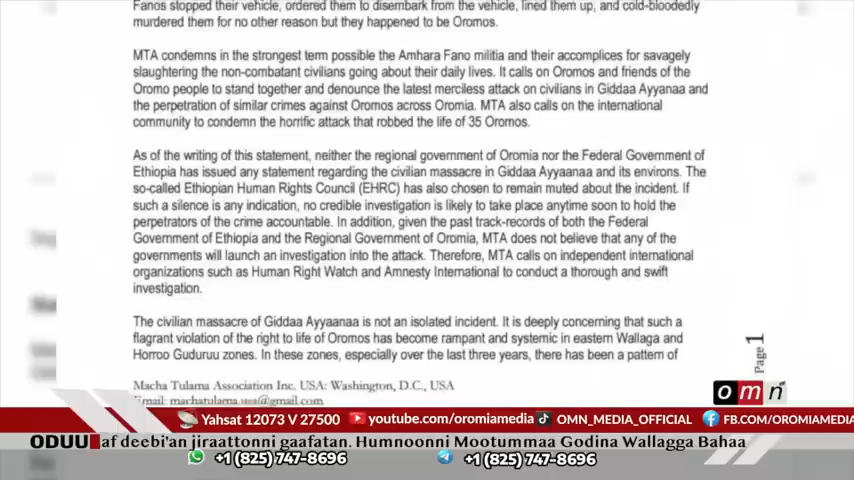 Fanos stopped their vehicle, ordered them to disembark from the vehicle, lined them up, and cold-bloodedly
murdered them for no other reason but they happened to be Oromos.
MTA condemns in the strongest term possible the Amhara Fano militia and their accomplices for savagely
slaughtering the non-combatant civilians going about their daily lives. It calls on Oromos and friends of the
Oromo people to stand together and denounce the latest merciless attack on civilians in Giddaa Ayyanaa and
the perpetration of similar crimes against Oromos across Oromia. MTA also calls on the international
community to condemn the horrific attack that robbed the life of 35 Oromos.
As of the writing of this statement, neither the regional government of Oromia nor the Federal Government of
Ethiopia has issued any statement regarding the civilian massacre in Giddaa Ayyaanaa and its environs. The
so-called Ethiopian Human Rights Council (EHRC) has also chosen to remain muted about the incident. If
such a silence is any indication, no credible investigation is likely to take place anytime soon to hold the
perpetrators of the crime accountable. In addition, given the past track-records of both the Federal
Government of Ethiopia and the Regional Government of Oromia, MTA does not believe that any of the
governments will launch an investigation into the attack. Therefore, MTA calls on independent international
organizations such as Human Right Watch and Amnesty International to conduct a thorough and swift
investigation.
The civilian massacre of Giddaa Ayyaanaa is not an isolated incident. It is deeply concerning that such a
flagrant violation of the right to life of Oromos has become rampant and systemic in eastern Wallaga and
Horroo Guduruu zones. In these zones, especially over the last three years, there has been a pattern of
Page 1
Macha Tulama Association Inc. USA: Washington, D.C., USA
Email: machatulama.usa@gmail.com
omn
Yahsat 12073 V 27500 youtube.com/oromiamedia OMN_MEDIA_OFFICIAL FB.COM/OROMIAMEDIA
ODUU af deebi'an jiraattonni gaafatan. Humnoonni Mootummaa Godina Wallagga Bahaa
+1 (825) 747-8696 +1 (825) 747-8696